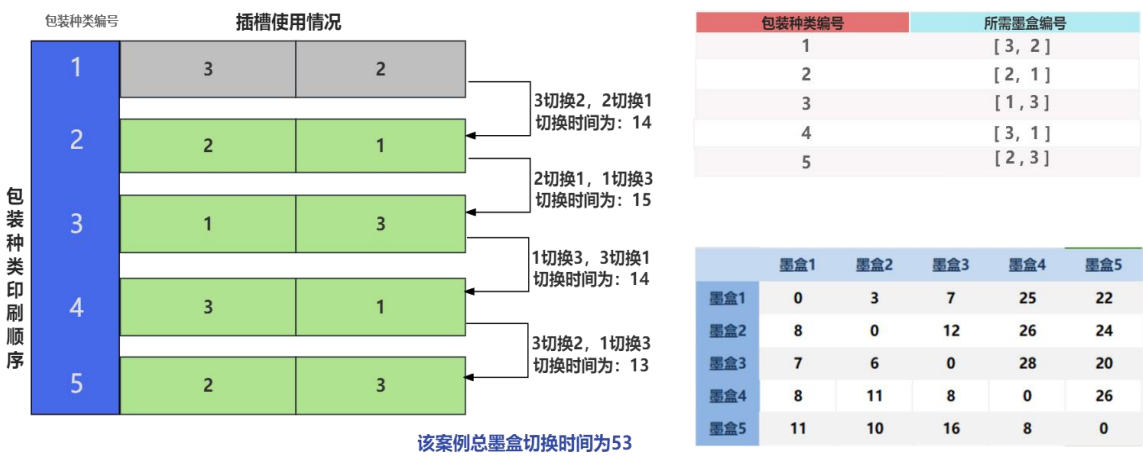 包装种类编号
插槽使用情况
包装种类印刷顺序
1 3 2
3切换2，2切换1
切换时间为：14
2 2 1
2切换1，1切换3
切换时间为：15
3 1 3
1切换3，3切换1
切换时间为：14
4 3 1
3切换2，1切换3
切换时间为：13
5 2 3
该案例总墨盒切换时间为53
包装种类编号 所需墨盒编号
1 [ 3, 2 ]
2 [ 2, 1 ]
3 [ 1 , 3 ]
4 [ 3, 1 ]
5 [ 2 , 3 ]
墨盒1 墨盒2 墨盒3 墨盒4 墨盒5
墨盒1 0 3 7 25 22
墨盒2 8 0 12 26 24
墨盒3 7 6 0 28 20
墨盒4 8 11 8 0 26
墨盒5 11 10 16 8 0